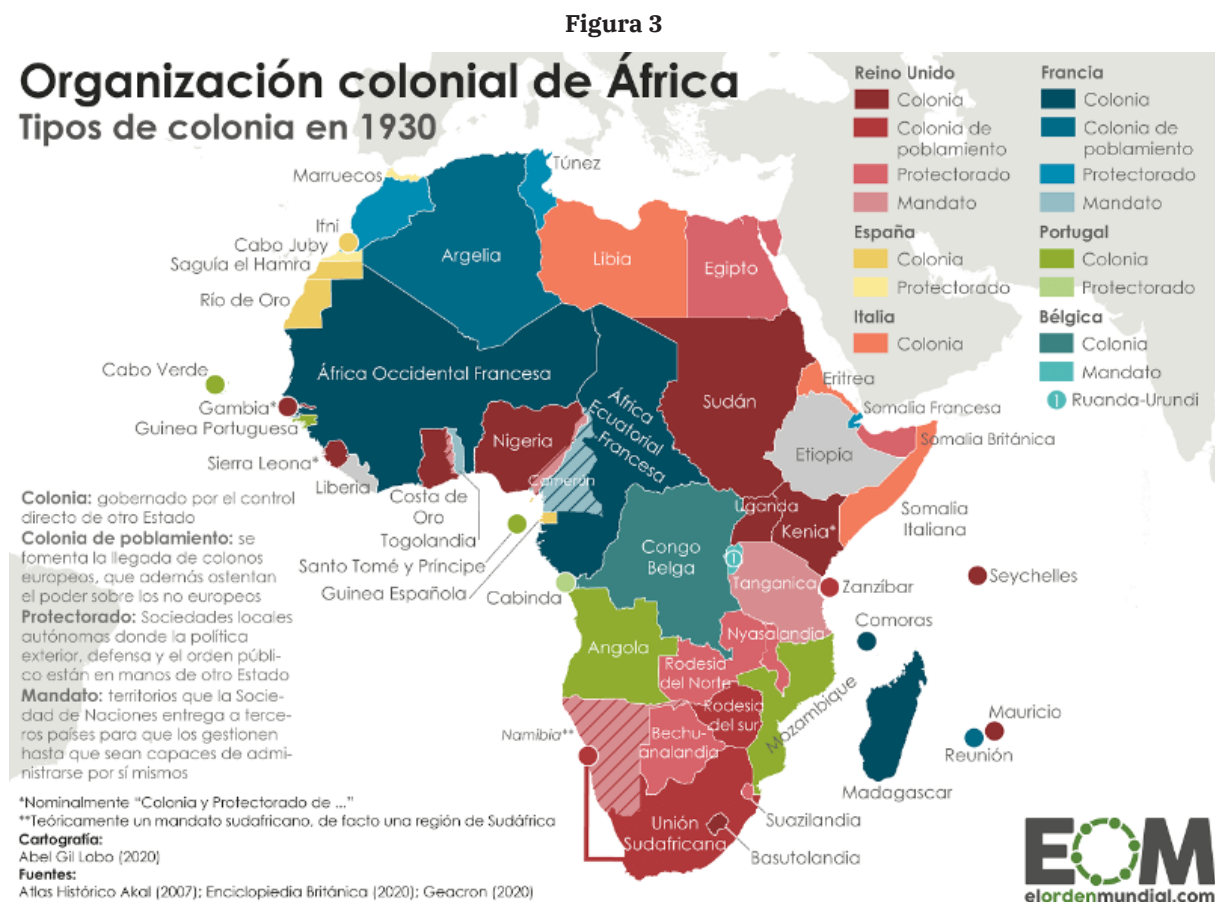 Figura 3
Organización colonial de África
Tipos de colonia en 1930
Reino Unido
Colonia
Colonia de
poblamiento
Protectorado
Mandato
España
Colonia
Protectorado
Italia
Colonia
Francia
Colonia
Colonia de
poblamiento
Protectorado
Mandato
Portugal
Colonia
Protectorado
Bélgica
Colonia
Mandato
1 Ruanda-Urundi
Túnez
Marruecos
Ifni
Cabo Juby
Saguía el Hamra
Río de Oro
Argelia
Libia
Egipto
Cabo Verde
Gambia*
Guinea Portuguesa
Sierra Leona*
Liberia
África Occidental Francesa
África
Ecuatorial
Francesa
Sudán
Eritrea
Somalia Francesa
Somalia Británica
Etiopía
Somalia
Italiana
Nigeria
Camerún
Costa de
Oro
Togolandia
Santo Tomé y Príncipe
Guinea Española
Cabinda
Uganda
Kenia*
Congo
Belga
1
Tanganica
Zanzíbar
Seychelles
Comoras
Angola
Nyasalandia
Rodesia
del Norte
Rodesia
del sur
Mozambique
Namibia**
Bechu-
analandia
Mauricio
Reunión
Madagascar
Unión
Sudafricana
Suazilandia
Basutolandia
Colonia: gobernado por el control
directo de otro Estado
Colonia de poblamiento: se
fomenta la llegada de colonos
europeos, que además ostentan
el poder sobre los no europeos
Protectorado: Sociedades locales
autónomas donde la política
exterior, defensa y el orden públi-
co están en manos de otro Estado
Mandato: territorios que la Socie-
dad de Naciones entrega a terce-
ros países para que los gestionen
hasta que sean capaces de admi-
nistrarse por sí mismos
*Nominalmente "Colonia y Protectorado de ..."
**Teóricamente un mandato sudafricano, de facto una región de Sudáfrica
Cartografía:
Abel Gil Lobo (2020)
Fuentes:
Atlas Histórico Akal (2007); Enciclopiedia Británica (2020); Geacron (2020)
EOM
elordenmundial.com